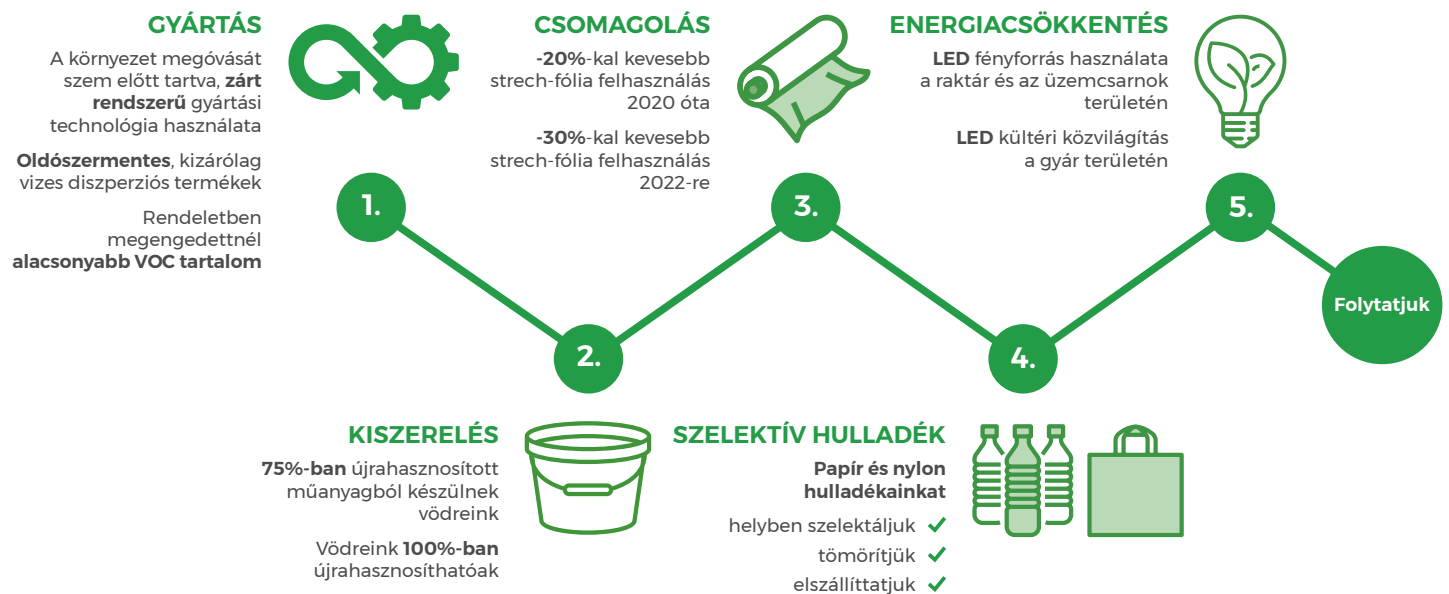 GYÁRTÁS
A környezet megóvását
szem előtt tartva, zárt
rendszerű gyártási
technológia használata
Oldószermentes, kizárólag
vizes diszperziós termékek
Rendeletben
megengedettnél
alacsonyabb VOC tartalom
1.
KISZERELÉS
75%-ban újrahasznosított
műanyagból készülnek
vödreink
Vödreink 100%-ban
újrahasznosíthatóak
2.
CSOMAGOLÁS
-20%-kal kevesebb
strech-fólia felhasználás
2020 óta
-30%-kal kevesebb
strech-fólia felhasználás
2022-re
3.
SZELEKTÍV HULLADÉK
Papír és nylon
hulladékainkat
helyben szelektáljuk ✓
tömörítjük ✓
elszállíttatjuk ✓
4.
ENERGIACSÖKKENTÉS
LED fényforrás használata
a raktár és az üzemcsarnok
területén
LED kültéri közvilágítás
a gyár területén
5.
Folytatjuk